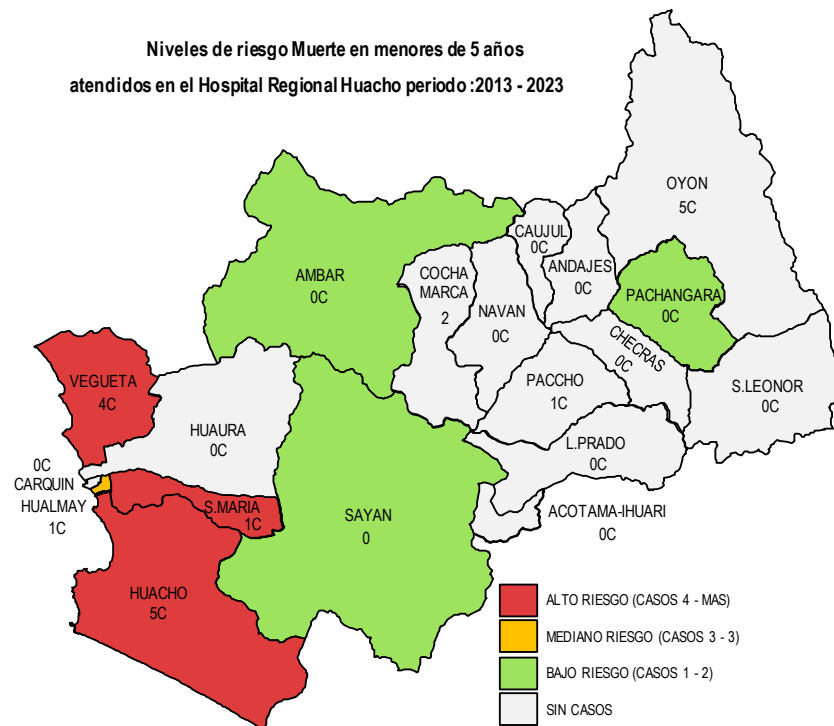 Niveles de riesgo Muerte en menores de 5 años
atendidos en el Hospital Regional Huacho periodo :2013 - 2023
OYON
5C
CAUJUL
0C
ANDAJES
0C
AMBAR
0C
COCHA
MARCA
2
NAVAN
0C
PACHANGARA
0C
CHECRAS
0C
VEGUETA
4C
PACCHO
1C
S.LEONOR
0C
HUAURA
0C
L.PRADO
0C
0C
CARQUIN
HUALMAY
1C
S.MARIA
1C
SAYAN
0
ACOTAMA-IHUARI
0C
HUACHO
5C
ALTO RIESGO (CASOS 4 - MAS)
MEDIANO RIESGO (CASOS 3 - 3)
BAJO RIESGO (CASOS 1 - 2)
SIN CASOS